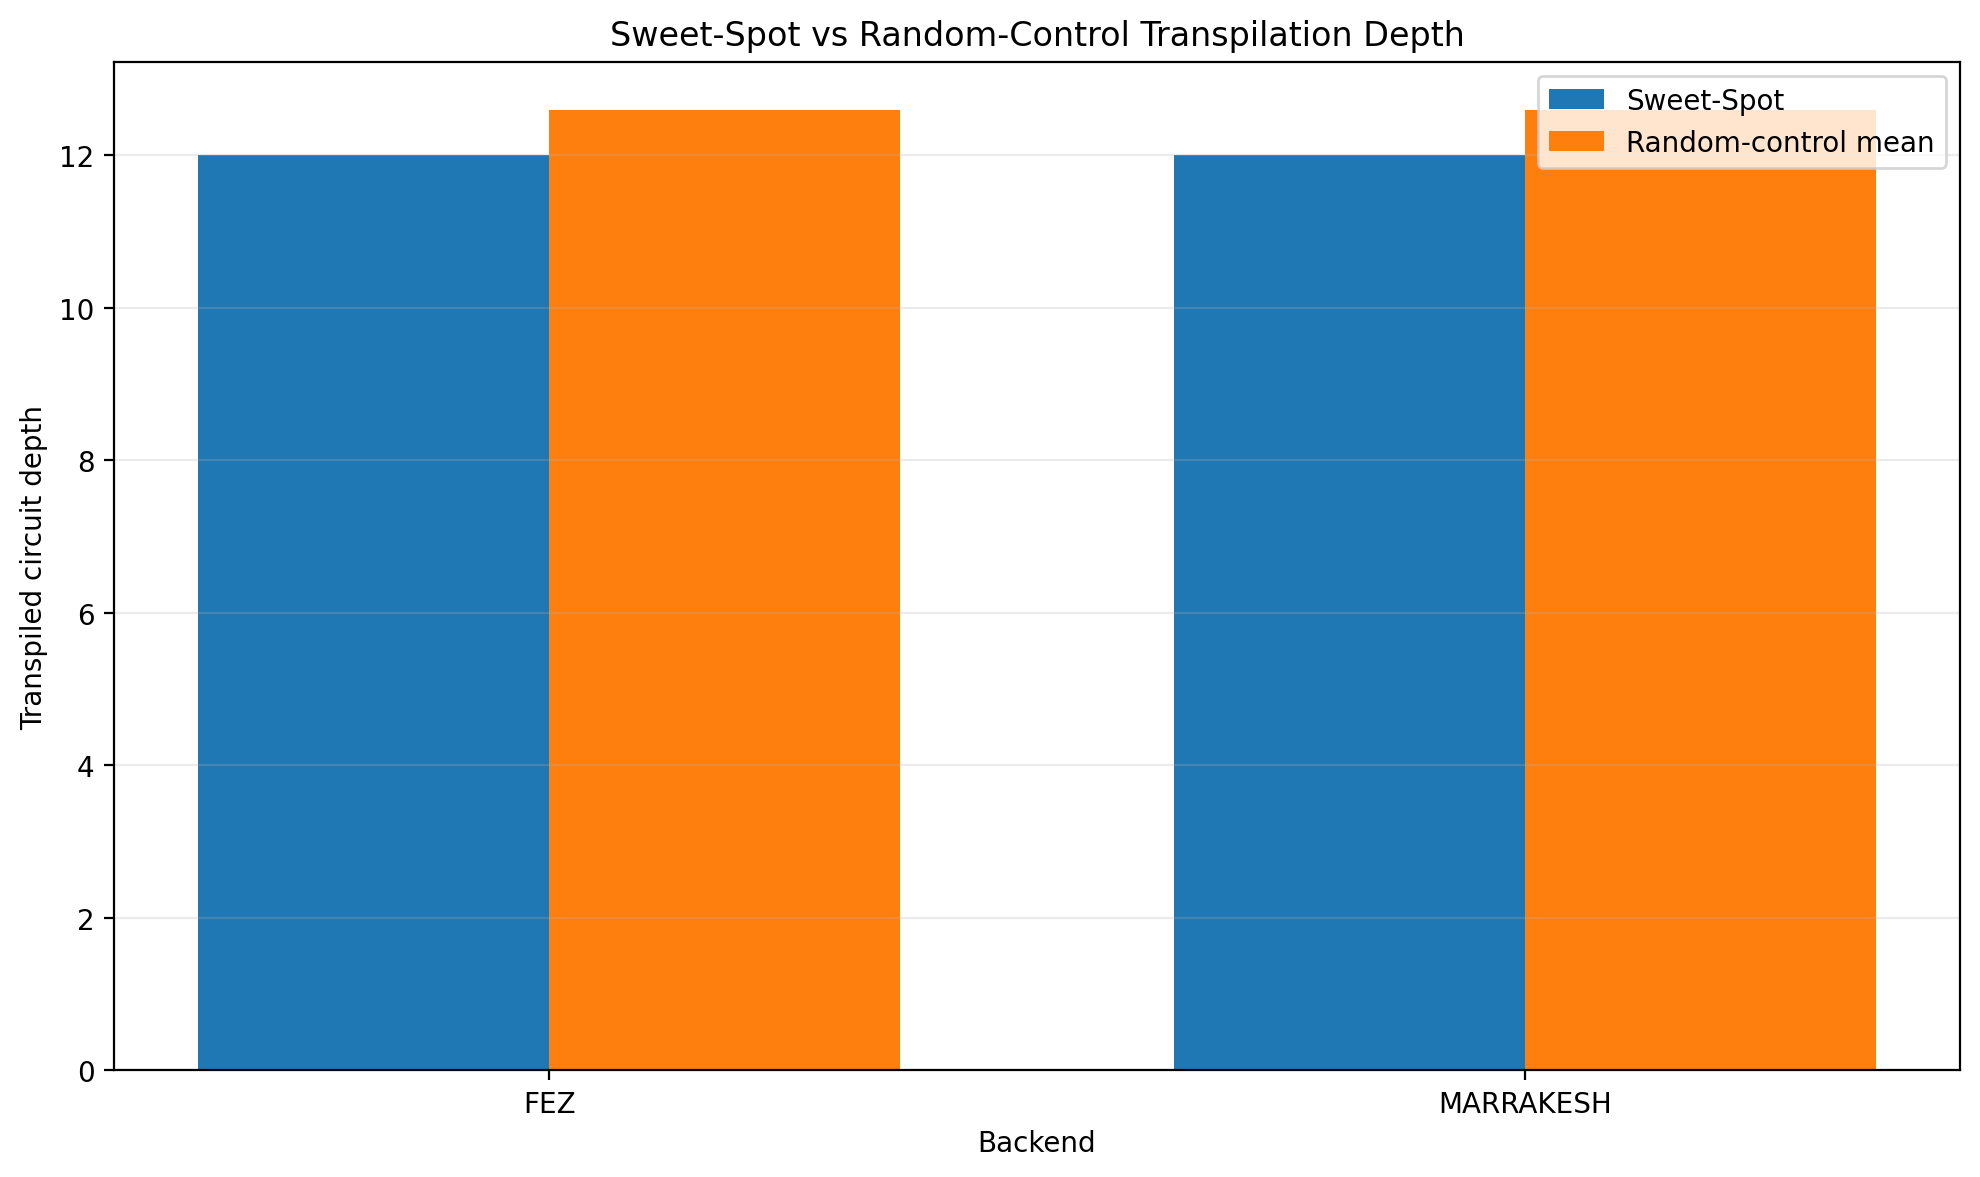 Sweet-Spot vs Random-Control Transpilation Depth
Sweet-Spot
Random-control mean
Transpiled circuit depth
12
10
8
6
4
2
0
FEZ
MARRAKESH
Backend